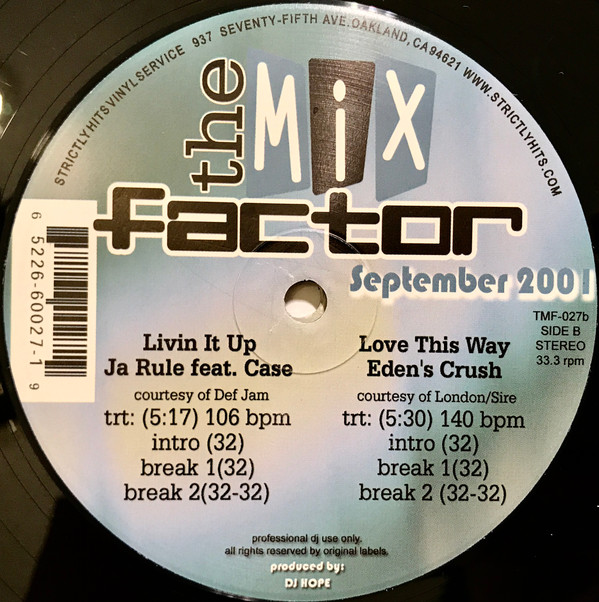 STRICTLYHITS VINYL SERVICE 937 SEVENTY-FIFTH AVE. OAKLAND, CA 94621 WWW.STRICTLYHITS.COM
the MiX
factor
September 2001
6 5226-60027-1 9
TMF-027b
SIDE B
STEREO
33.3 rpm
Livin It Up
Ja Rule feat. Case
courtesy of Def Jam
trt: (5:17) 106 bpm
intro (32)
break 1(32)
break 2(32-32)
Love This Way
Eden's Crush
courtesy of London/Sire
trt: (5:30) 140 bpm
intro (32)
break 1(32)
break 2 (32-32)
professional dj use only.
all rights reserved by original labels.
produced by:
DJ HOPE